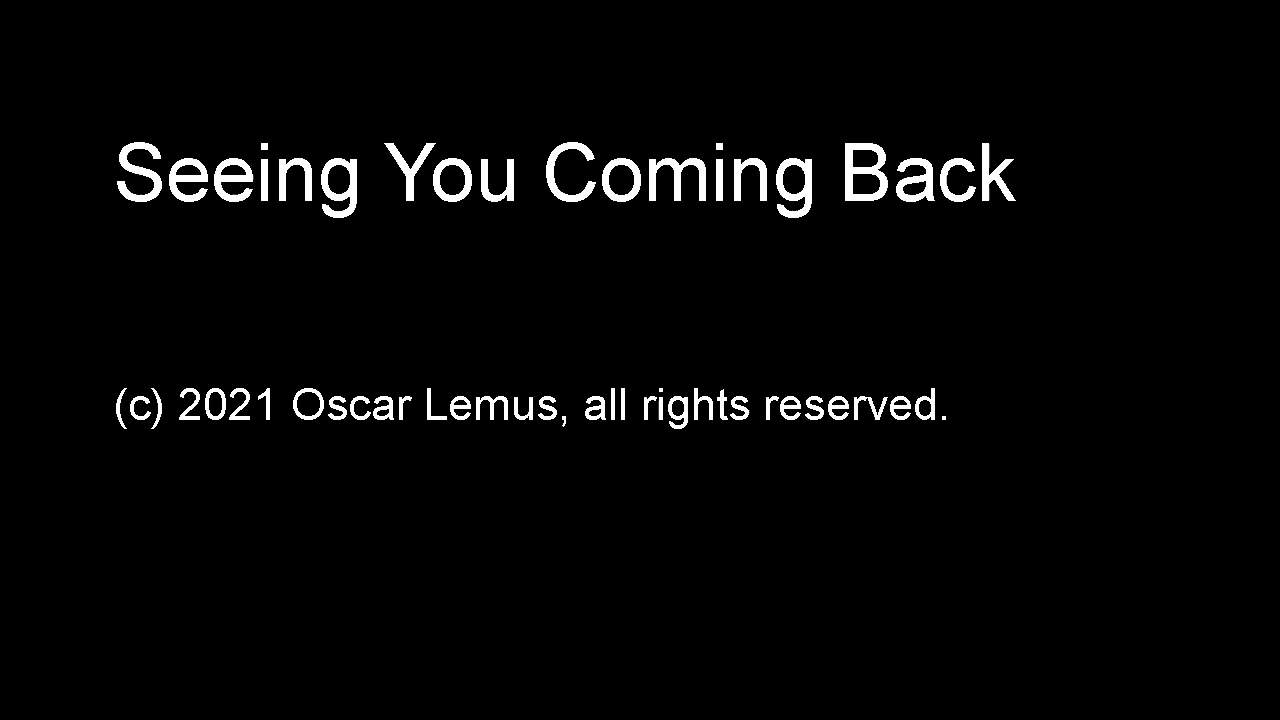 Seeing You Coming Back
(c) 2021 Oscar Lemus, all rights reserved.